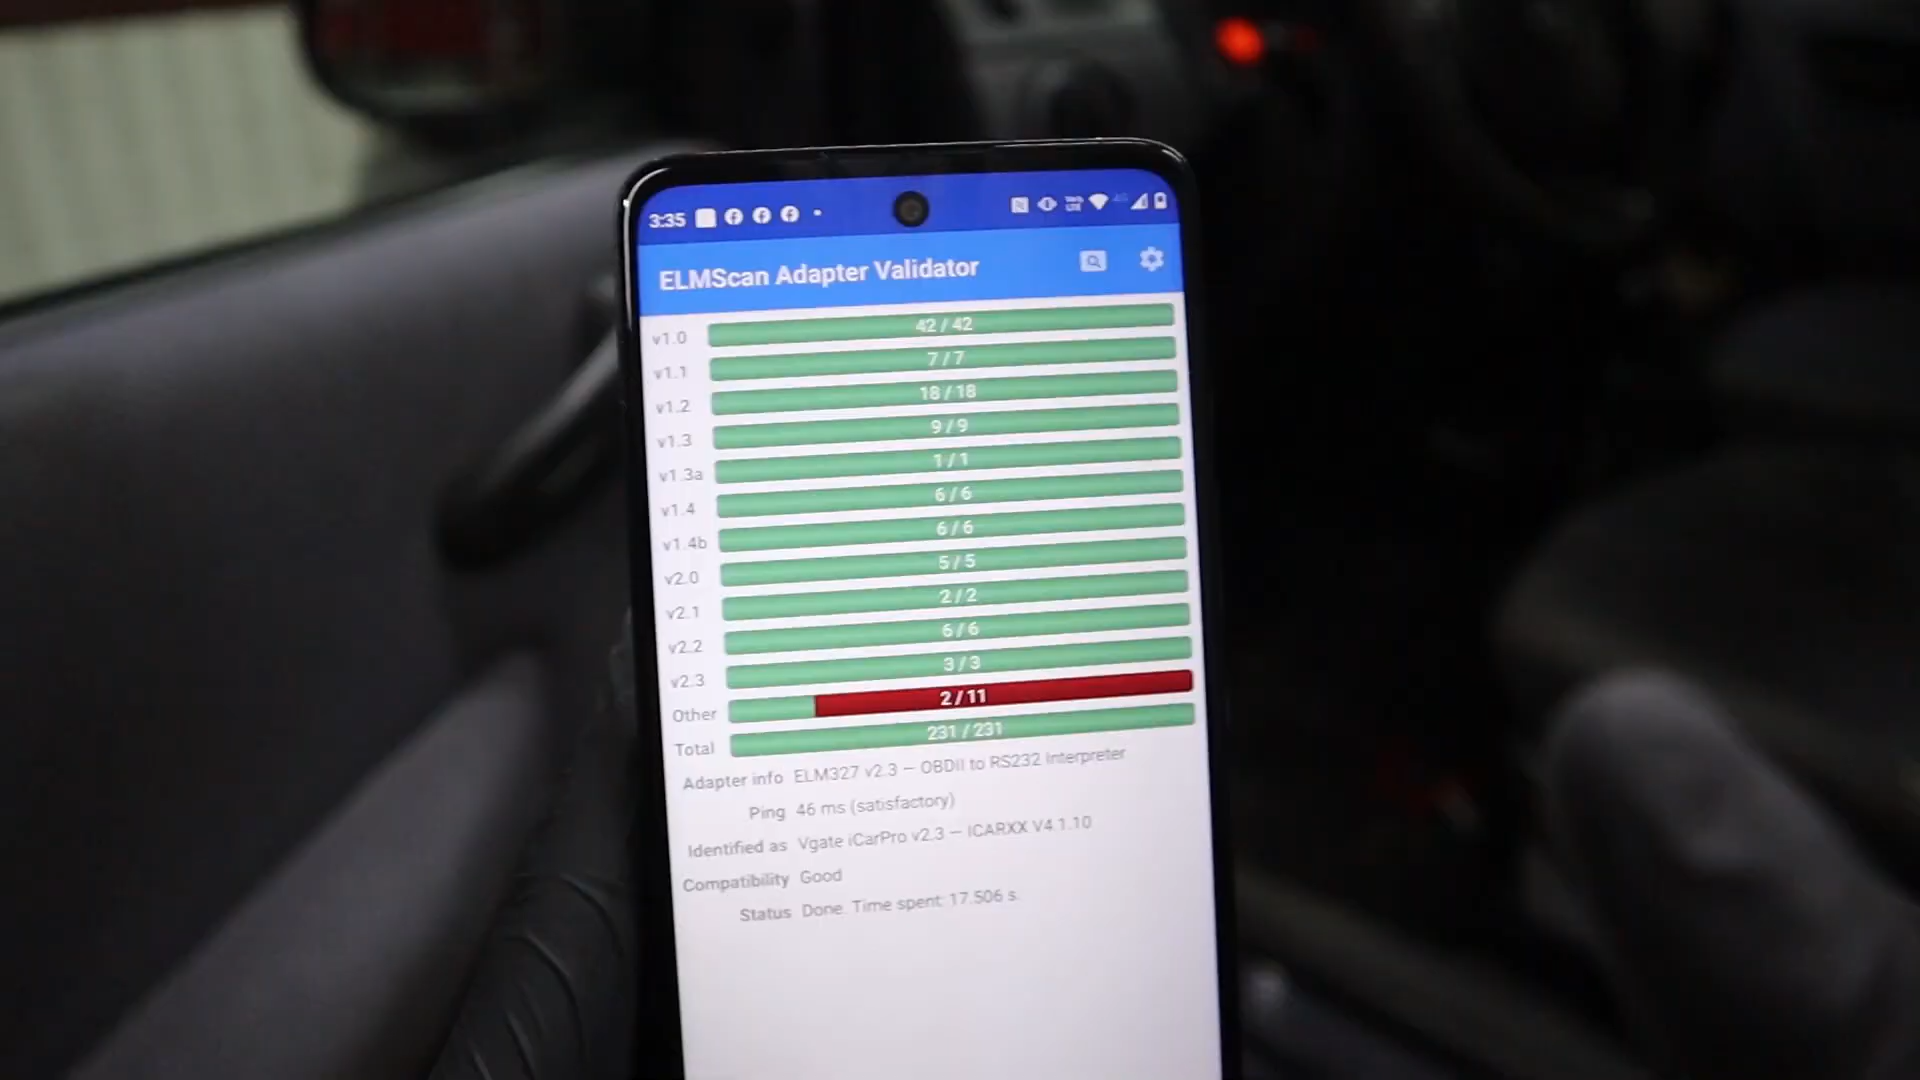 3:35
ELMScan Adapter Validator
v1.0 42 / 42
v1.1 7 / 7
v1.2 18 / 18
v1.3 9 / 9
v1.3a 1 / 1
v1.4 6 / 6
v1.4b 6 / 6
v2.0 5 / 5
v2.1 2 / 2
v2.2 6 / 6
v2.3 3 / 3
Other 2 / 11
Total 231 / 231
Adapter info ELM327 v2.3 – OBDII to RS232 Interpreter
Ping 46 ms (satisfactory)
Identified as Vgate iCarPro v2.3 – ICARXX V4.1.10
Compatibility Good
Status Done. Time spent: 17.506 s.